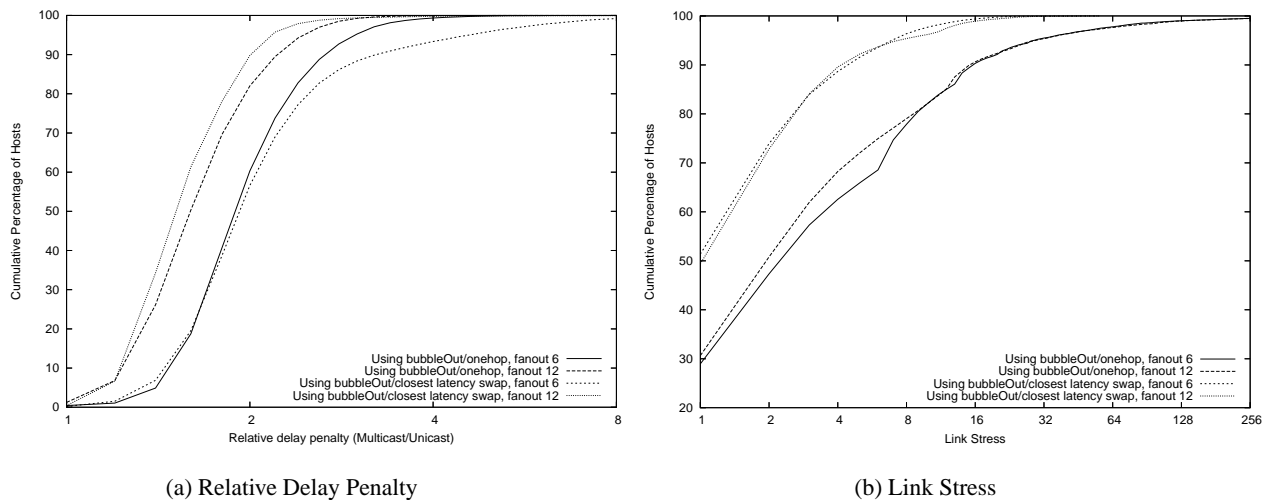 100
90
80
70
60
50
40
30
20
10
0
1 2 4 8
Cumulative Percentage of Hosts
Relative delay penalty (Multicast/Unicast)
Using bubbleOut/onehop, fanout 6
Using bubbleOut/onehop, fanout 12
Using bubbleOut/closest latency swap, fanout 6
Using bubbleOut/closest latency swap, fanout 12
(a) Relative Delay Penalty
100
90
80
70
60
50
40
30
20
1 2 4 8 16 32 64 128 256
Cumulative Percentage of Hosts
Link Stress
Using bubbleOut/onehop, fanout 6
Using bubbleOut/onehop, fanout 12
Using bubbleOut/closest latency swap, fanout 6
Using bubbleOut/closest latency swap, fanout 12
(b) Link Stress